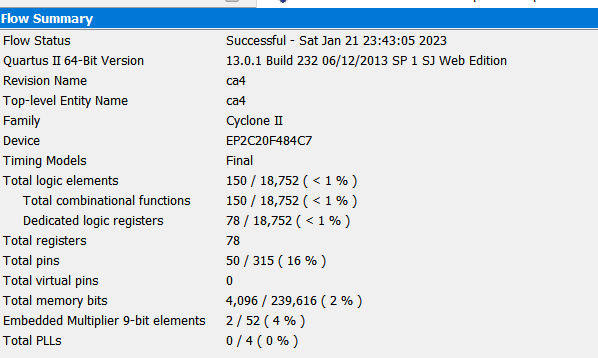 Flow Summary
Flow Status Successful - Sat Jan 21 23:43:05 2023
Quartus II 64-Bit Version 13.0.1 Build 232 06/12/2013 SP 1 SJ Web Edition
Revision Name ca4
Top-level Entity Name ca4
Family Cyclone II
Device EP2C20F484C7
Timing Models Final
Total logic elements 150 / 18,752 ( < 1 % )
Total combinational functions 150 / 18,752 ( < 1 % )
Dedicated logic registers 78 / 18,752 ( < 1 % )
Total registers 78
Total pins 50 / 315 ( 16 % )
Total virtual pins 0
Total memory bits 4,096 / 239,616 ( 2 % )
Embedded Multiplier 9-bit elements 2 / 52 ( 4 % )
Total PLLs 0 / 4 ( 0 % )